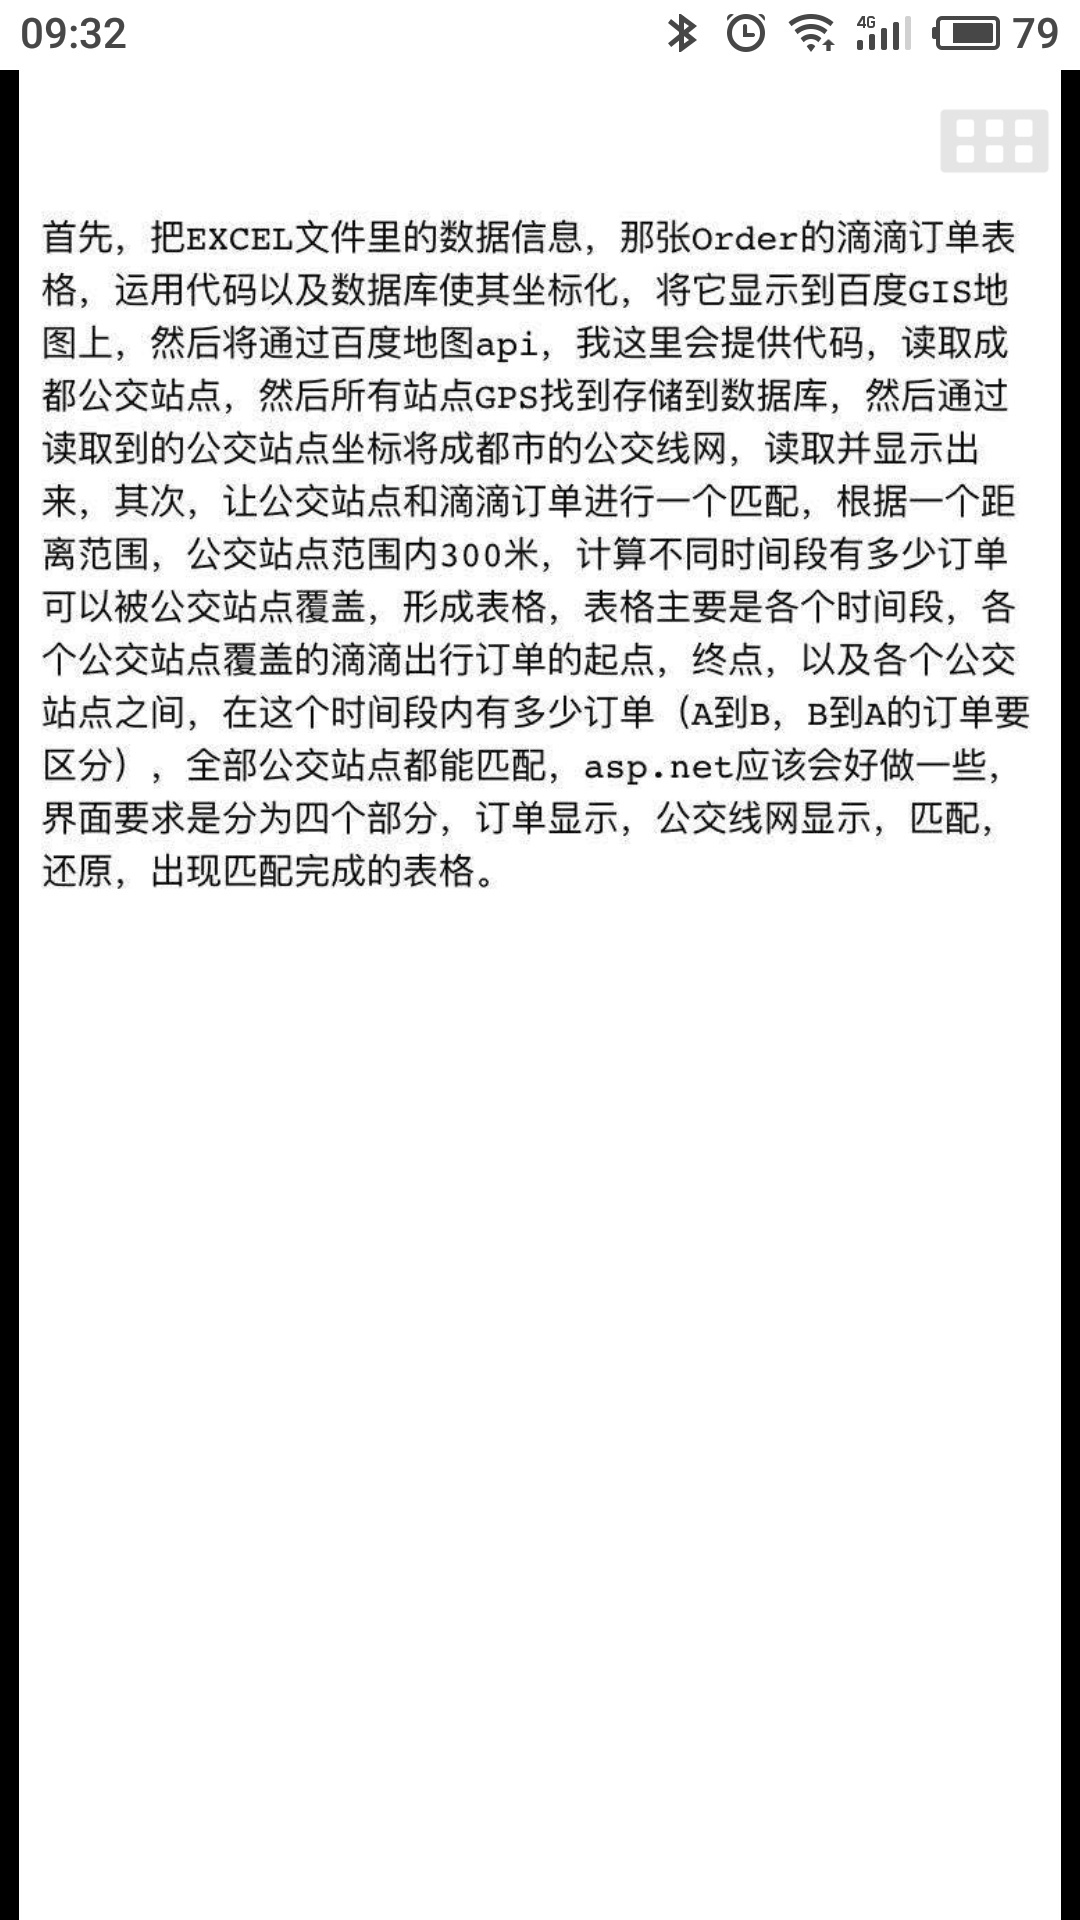 09:32
4G
79
首先，把EXCEL文件里的数据信息，那张Order的滴滴订单表
格，运用代码以及数据库使其坐标化，将它显示到百度GIS地
图上，然后将通过百度地图api，我这里会提供代码，读取成
都公交站点，然后所有站点GPS找到存储到数据库，然后通过
读取到的公交站点坐标将成都市的公交线网，读取并显示出
来，其次，让公交站点和滴滴订单进行一个匹配，根据一个距
离范围，公交站点范围内300米，计算不同时间段有多少订单
可以被公交站点覆盖，形成表格，表格主要是各个时间段，各
个公交站点覆盖的滴滴出行订单的起点，终点，以及各个公交
站点之间，在这个时间段内有多少订单（A到B，B到A的订单要
区分），全部公交站点都能匹配，asp.net应该会好做一些，
界面要求是分为四个部分，订单显示，公交线网显示，匹配，
还原，出现匹配完成的表格。